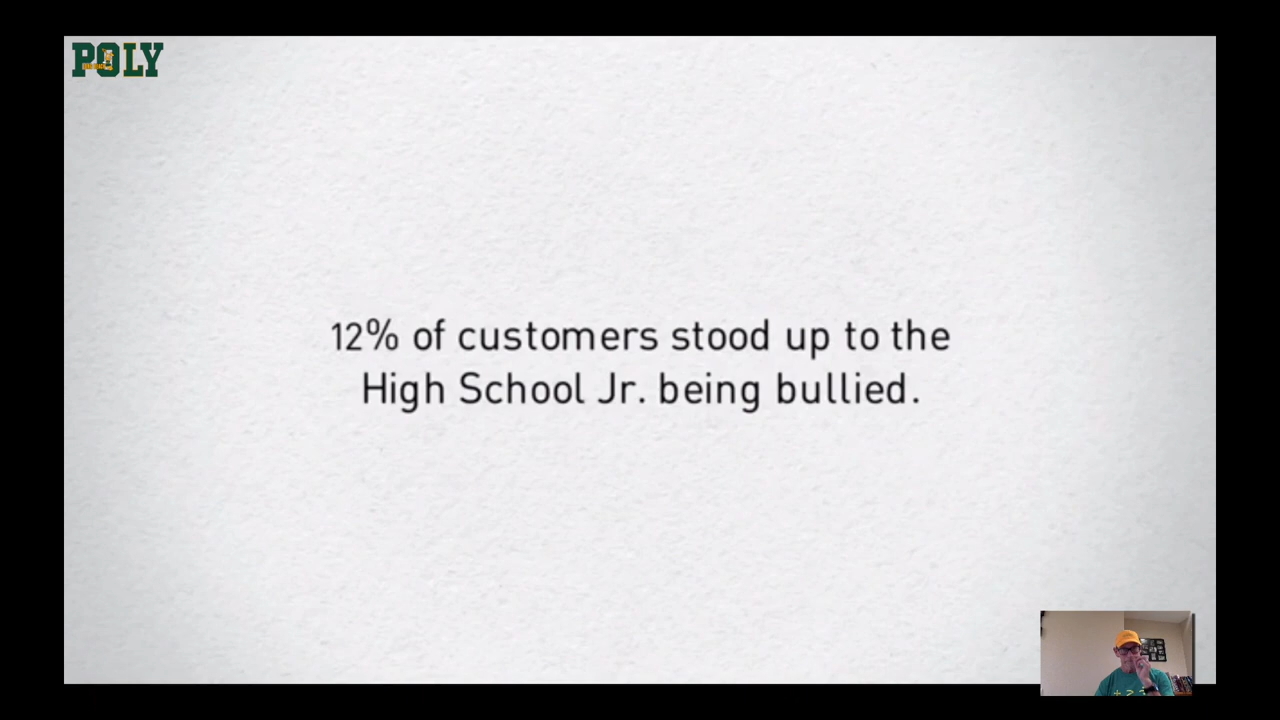 POLY
12% of customers stood up to the
High School Jr. being bullied.